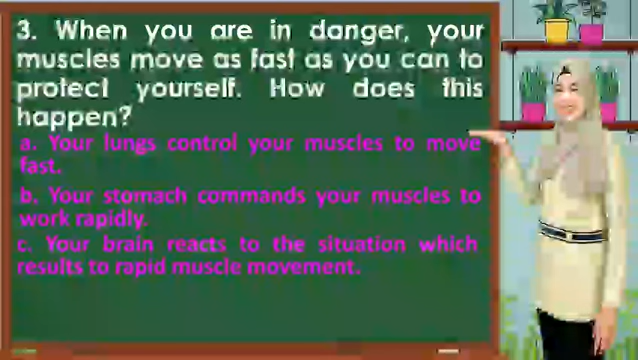 3. When you are in danger, your
muscles move as fast as you can to
protect yourself. How does this
happen?
a. Your lungs control your muscles to move
fast.
b. Your stomach commands your muscles to
work rapidly.
c. Your brain reacts to the situation which
results to rapid muscle movement.